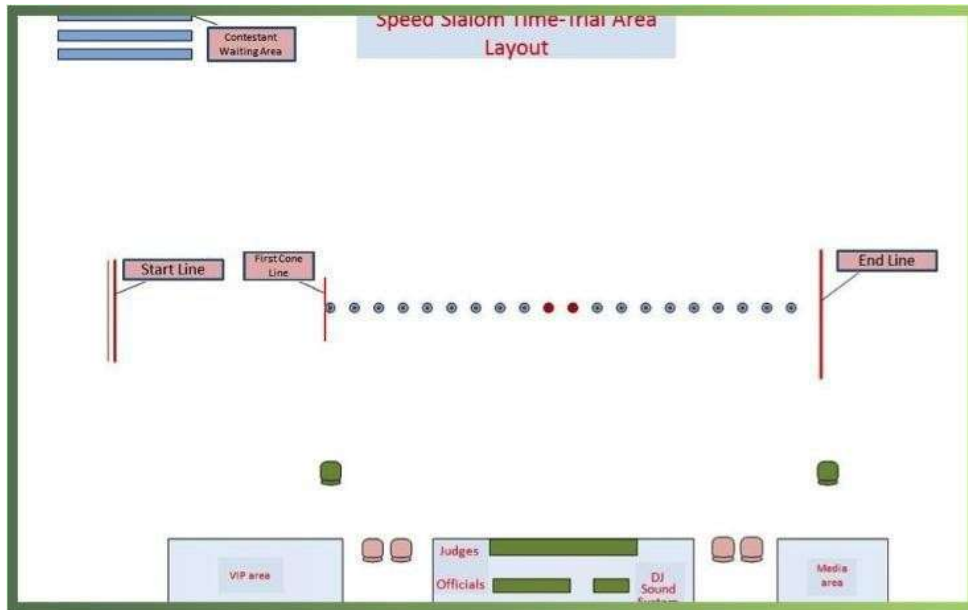 Speed Slalom Time-Trial Area
Layout
Contestant
Waiting Area
Start Line
First Cone
Line
End Line
VIP area
Judges
Officials
DJ
Sound
System
Media
area